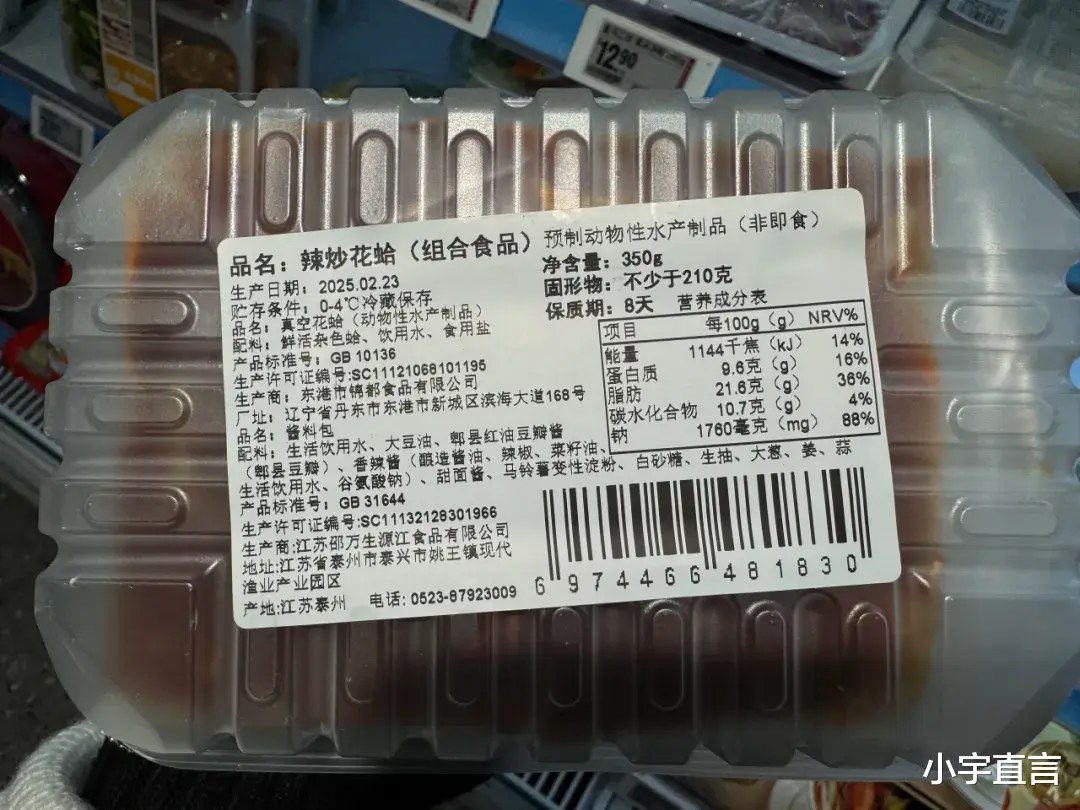 12.90
品名：辣炒花蛤（组合食品）
预制动物性水产制品（非即食）
生产日期：2025.02.23
净含量：350g
贮存条件：0-4℃冷藏保存
固形物：不少于210克
品名：真空花蛤（动物性水产制品）
保质期：8天 营养成分表
配料：鲜活杂色蛤、饮用水、食用盐
产品标准号：GB 10136
生产许可证编号:SC11121068101195
生产商：东港市锦都食品有限公司
厂址：辽宁省丹东市东港市新城区滨海大道168号
项目 每100g（g） NRV%
能量 1144千焦（kJ） 14%
蛋白质 9.6克（g） 16%
脂肪 21.6克（g） 36%
碳水化合物 10.7克（g） 4%
钠 1760毫克（mg） 88%
品名：酱料包
配料：生活饮用水、大豆油、郫县红油豆瓣酱
（郫县豆瓣）、香辣酱（酿造酱油、辣椒、菜籽油、
生活饮用水、谷氨酸钠）、甜面酱、马铃薯变性淀粉、白砂糖、生抽、大葱、姜、蒜
产品标准号：GB 31644
生产许可证编号:SC11132128301966
生产商:江苏邵万生源江食品有限公司
地址:江苏省泰州市泰兴市姚王镇现代
渔业产业园区
产地:江苏泰州 电话:0523-87923009
6974466481830
小宇直言